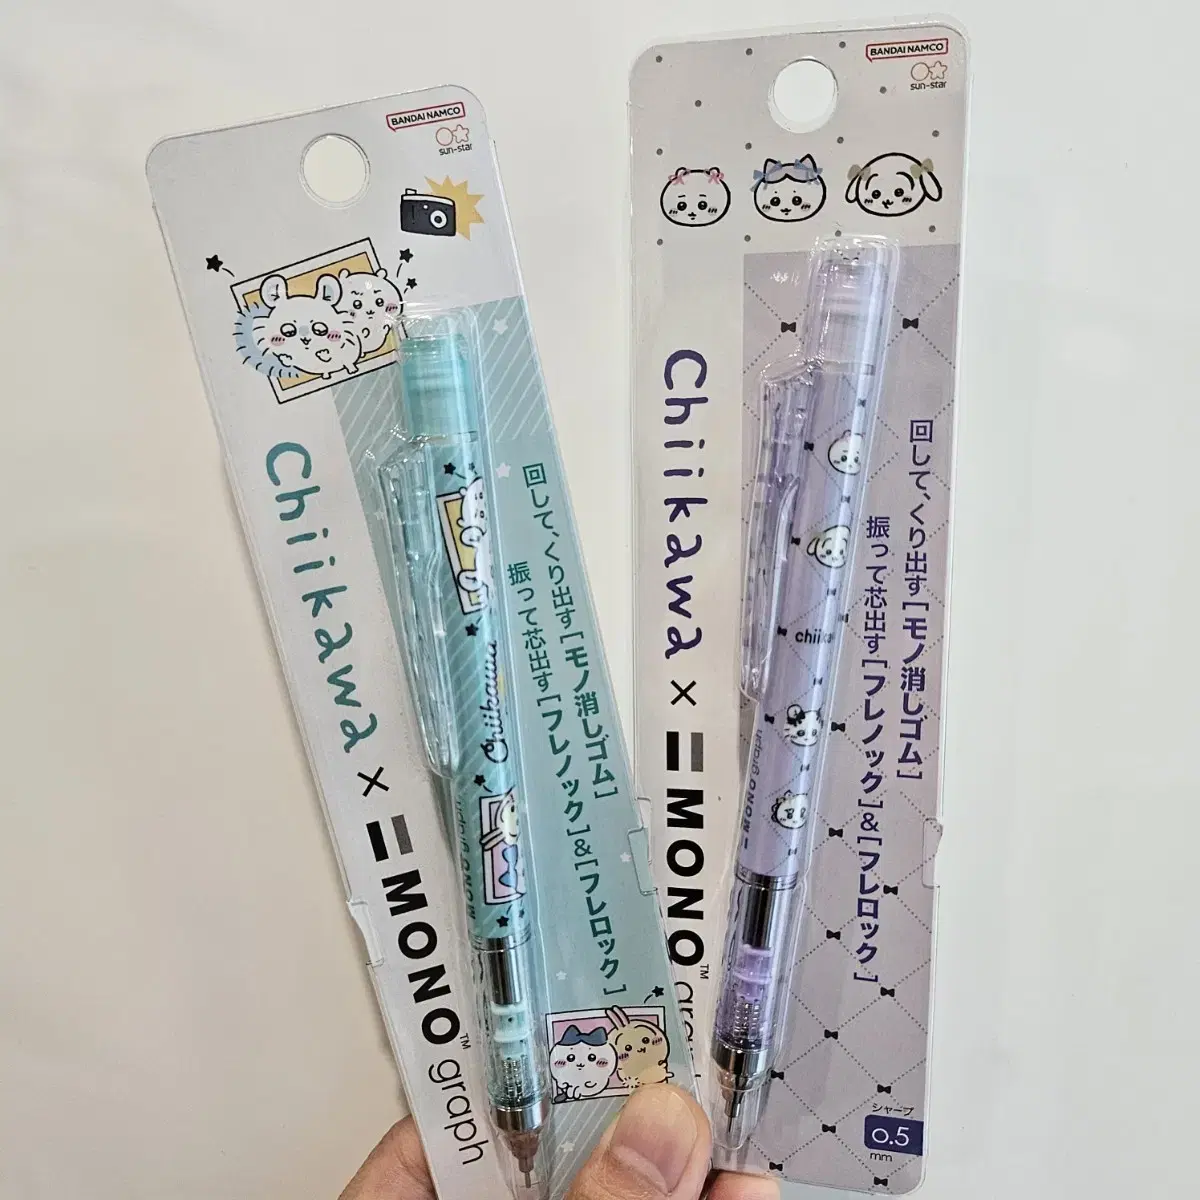 BANDAI NAMCO
sun-star
Chiikawa × MONO™ graph
回して、くり出す[モノ消しゴム]
振って芯出す[フレノック]&[フレロック]
Chiikawa
MONO graph
BANDAI NAMCO
sun-star
Chiikawa × MONO™ graph
回して、くり出す[モノ消しゴム]
振って芯出す[フレノック]&[フレロック]
chiika
MONO graph
シャープ
0.5
mm